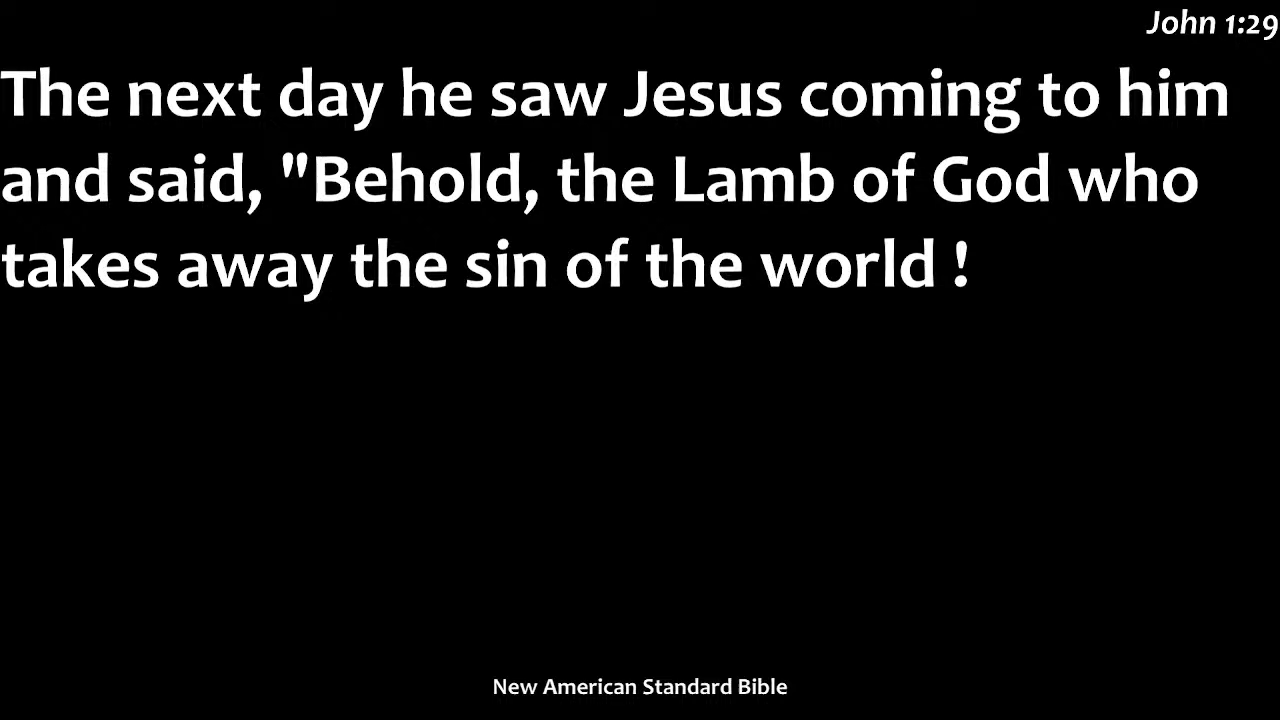 John 1:29
The next day he saw Jesus coming to him
and said, "Behold, the Lamb of God who
takes away the sin of the world !
New American Standard Bible